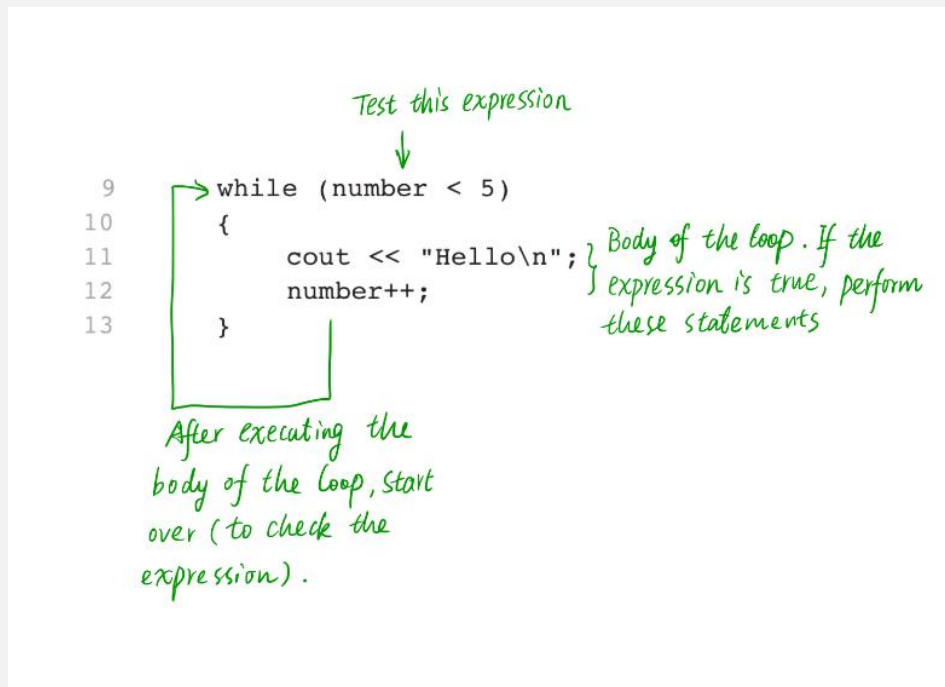 Test this expression
9 while (number < 5)
10 {
11 cout << "Hello\n"; Body of the loop. If the
12 number++; expression is true, perform
13 } these statements
After executing the
body of the loop, start
over (to check the
expression).